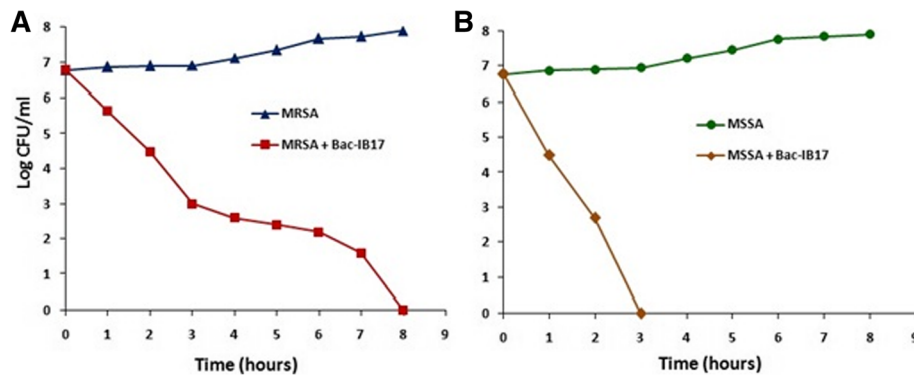 A
8
7
6
5
4
3
2
1
0
Log CFU/ml
MRSA
MRSA + Bac-IB17
0 1 2 3 4 5 6 7 8 9
Time (hours)
B
8
7
6
5
4
3
2
1
0
MSSA
MSSA + Bac-IB17
0 1 2 3 4 5 6 7 8 9
Time (hours)